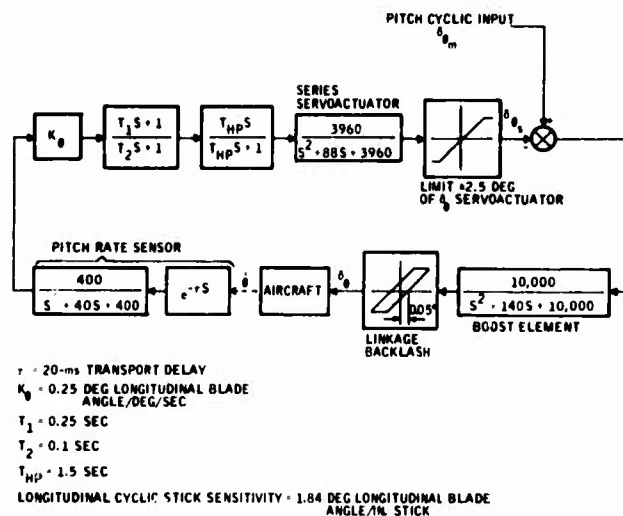 PITCH CYCLIC INPUT
δθm
SERIES
SERVOACTUATOR
Kθ
T1S + 1
T2S + 1
THPS
THPS + 1
3960
S2 + 88S + 3960
δθs
+
LIMIT ±2.5 DEG
OF δθ SERVOACTUATOR
PITCH RATE SENSOR
400
S + 40S + 400
e-τS
θ̇
AIRCRAFT
δθ
0.05°
LINKAGE
BACKLASH
10,000
S2 + 140S + 10,000
BOOST ELEMENT
τ = 20-ms TRANSPORT DELAY
Kθ = 0.25 DEG LONGITUDINAL BLADE
ANGLE/DEG/SEC
T1 = 0.25 SEC
T2 = 0.1 SEC
THP = 1.5 SEC
LONGITUDINAL CYCLIC STICK SENSITIVITY = 1.84 DEG LONGITUDINAL BLADE
ANGLE/IN. STICK